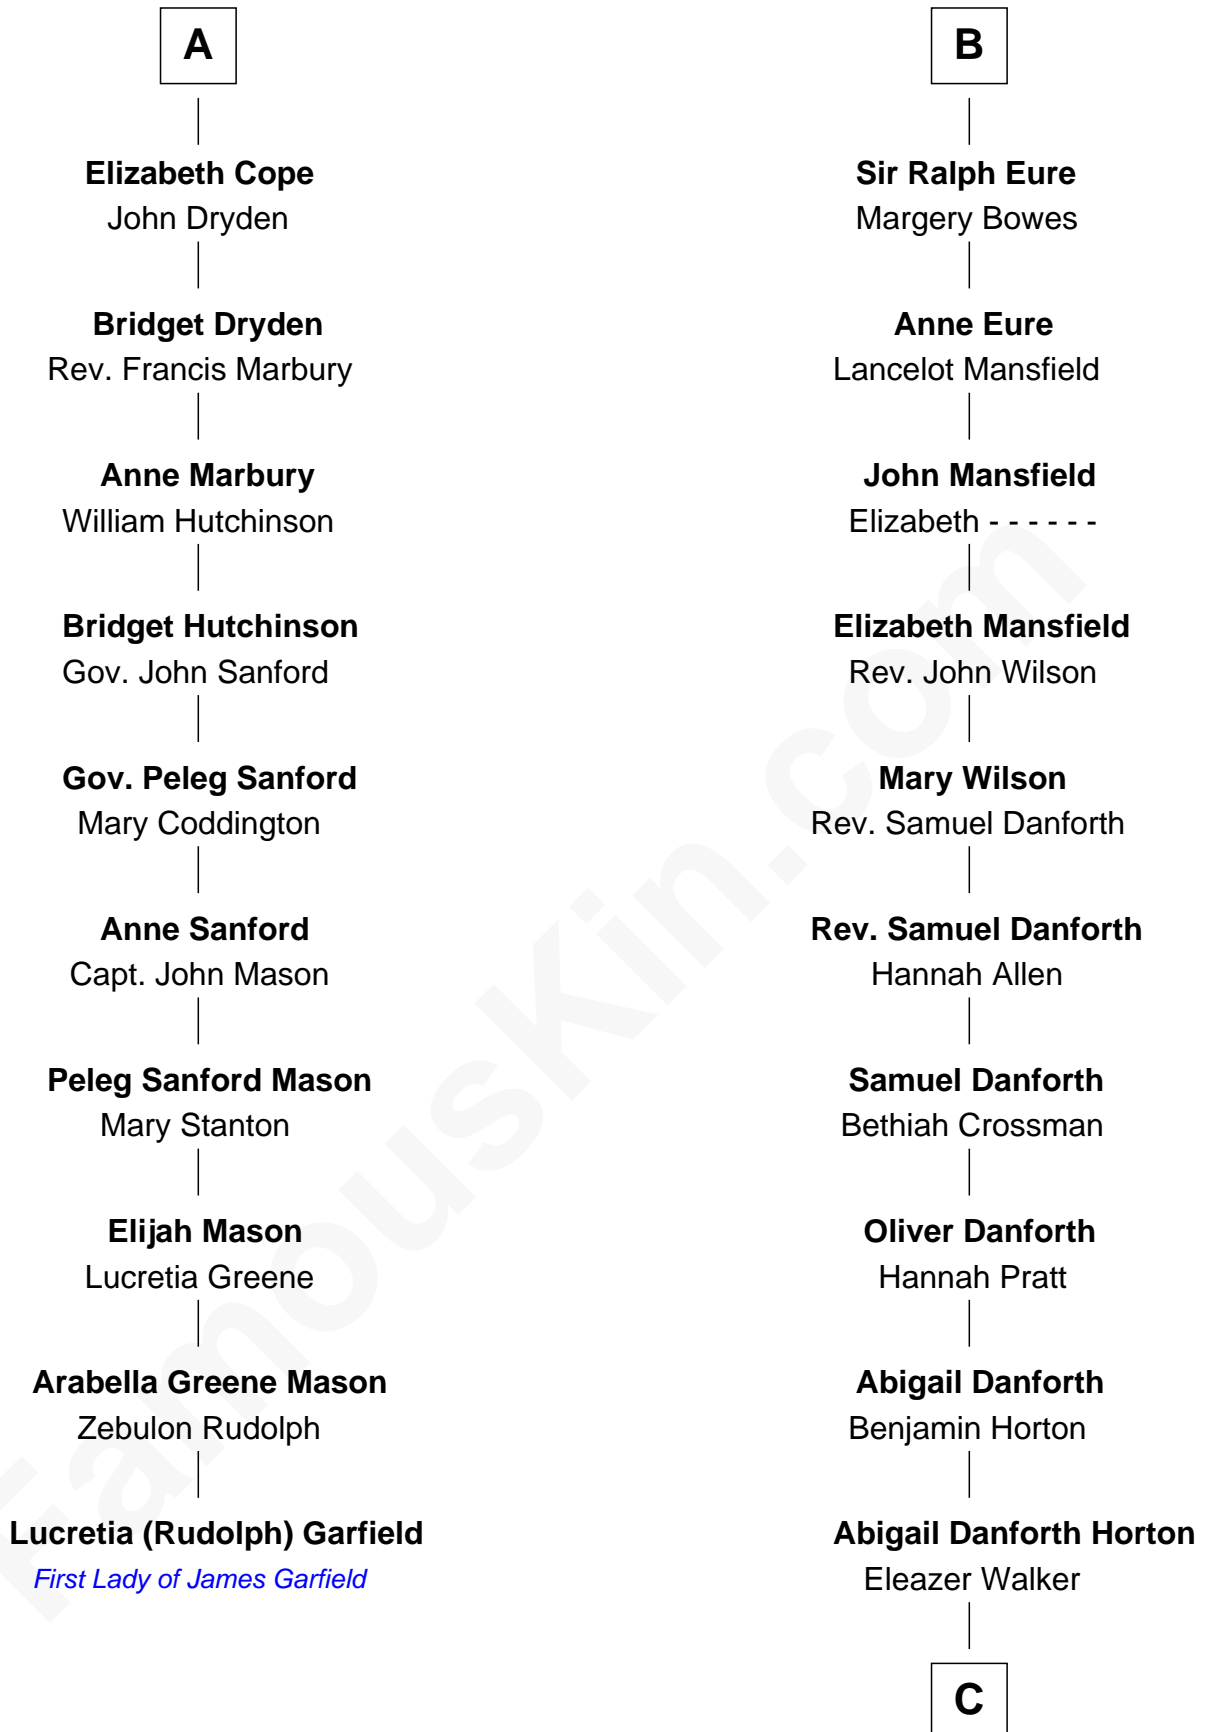 A
Elizabeth Cope
John Dryden
Bridget Dryden
Rev. Francis Marbury
Anne Marbury
William Hutchinson
Bridget Hutchinson
Gov. John Sanford
Gov. Peleg Sanford
Mary Coddington
Anne Sanford
Capt. John Mason
Peleg Sanford Mason
Mary Stanton
Elijah Mason
Lucretia Greene
Arabella Greene Mason
Zebulon Rudolph
Lucretia (Rudolph) Garfield
First Lady of James Garfield
B
Sir Ralph Eure
Margery Bowes
Anne Eure
Lancelot Mansfield
John Mansfield
Elizabeth - - - - - -
Elizabeth Mansfield
Rev. John Wilson
Mary Wilson
Rev. Samuel Danforth
Rev. Samuel Danforth
Hannah Allen
Samuel Danforth
Bethiah Crossman
Oliver Danforth
Hannah Pratt
Abigail Danforth
Benjamin Horton
Abigail Danforth Horton
Eleazer Walker
C
FamousKin.com